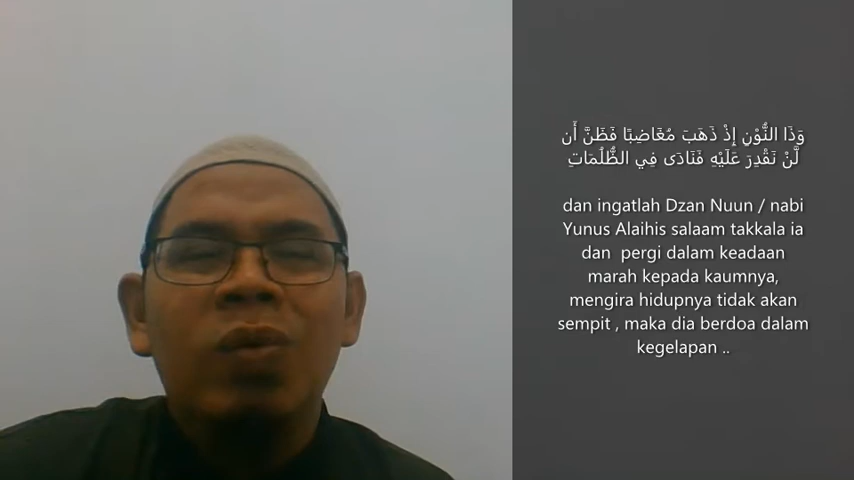 وَذَا النُّوْنِ إِذْ ذَهَبَ مُغَاضِبًا فَظَنَّ أَن
لَّنْ نَقْدِرَ عَلَيْهِ فَنَادَى فِي الظُّلُمَاتِ
dan ingatlah Dzan Nuun / nabi
Yunus Alaihis salaam takkala ia
dan pergi dalam keadaan
marah kepada kaumnya,
mengira hidupnya tidak akan
sempit , maka dia berdoa dalam
kegelapan ..